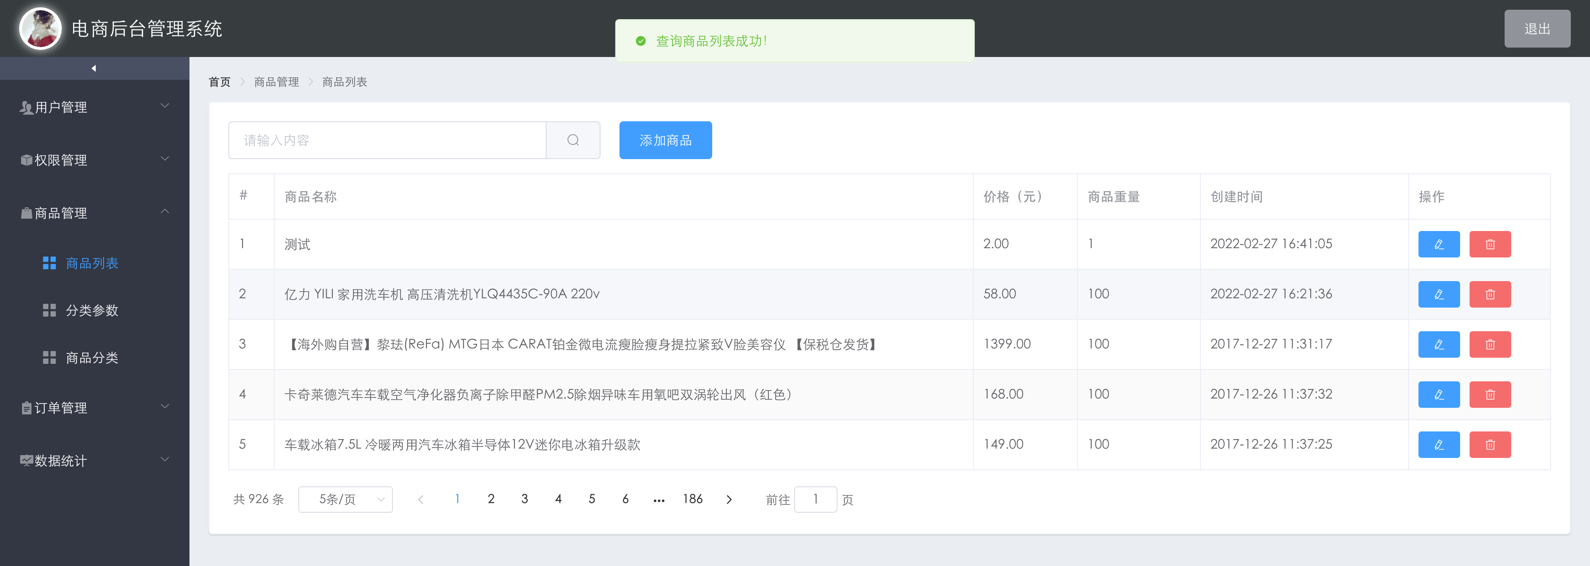 电商后台管理系统
查询商品列表成功!
退出
首页 商品管理 商品列表
用户管理
权限管理
商品管理
商品列表
分类参数
商品分类
订单管理
数据统计
请输入内容 添加商品
# 商品名称 价格（元） 商品重量 创建时间 操作
1 测试 2.00 1 2022-02-27 16:41:05
2 亿力 YILI 家用洗车机 高压清洗机YLQ4435C-90A 220v 58.00 100 2022-02-27 16:21:36
3 【海外购自营】黎珐(ReFa) MTG日本 CARAT铂金微电流瘦脸瘦身提拉紧致V脸美容仪 【保税仓发货】 1399.00 100 2017-12-27 11:31:17
4 卡奇莱德汽车车载空气净化器负离子除甲醛PM2.5除烟异味车用氧吧双涡轮出风（红色） 168.00 100 2017-12-26 11:37:32
5 车载冰箱7.5L 冷暖两用汽车冰箱半导体12V迷你电冰箱升级款 149.00 100 2017-12-26 11:37:25
共 926 条 5条/页 1 2 3 4 5 6 ••• 186 前往 1 页